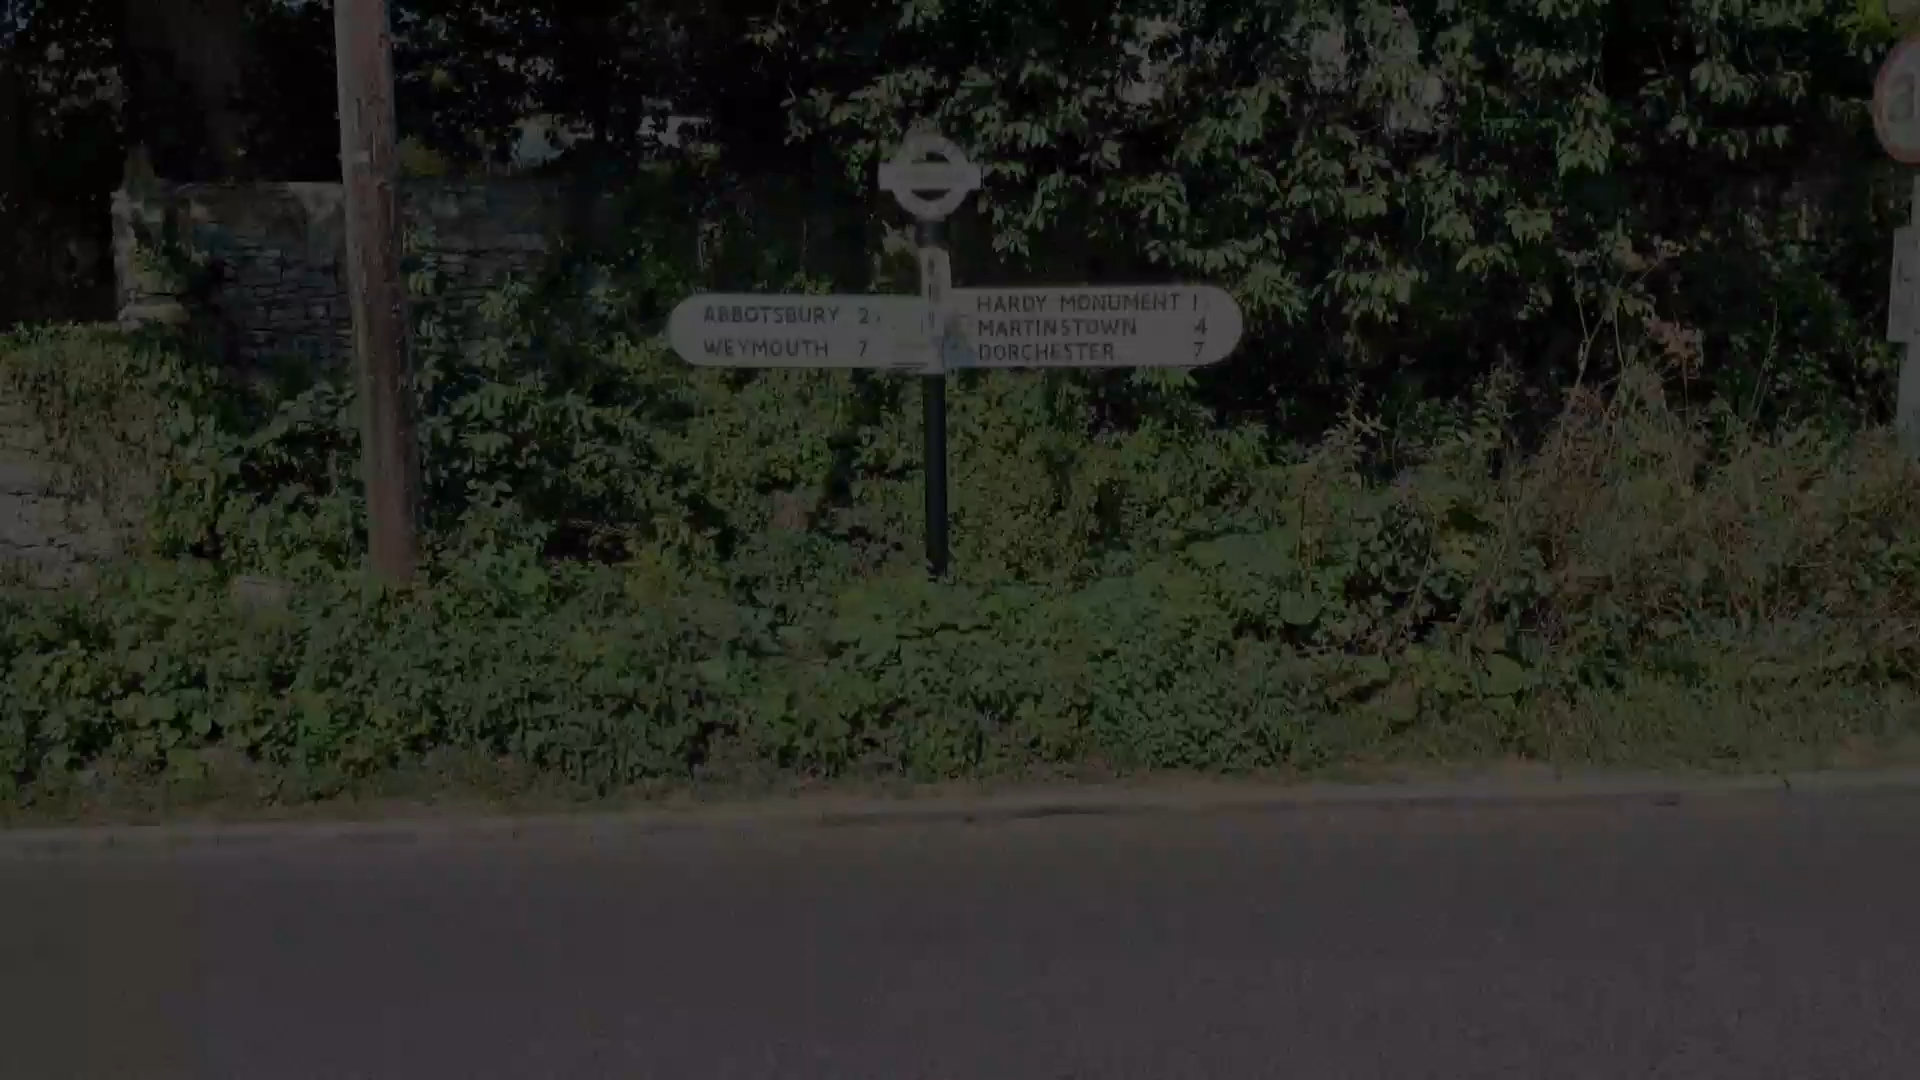 ABBOTSBURY 2
WEYMOUTH 7
HARDY MONUMENT 1
MARTINSTOWN 4
DORCHESTER 7